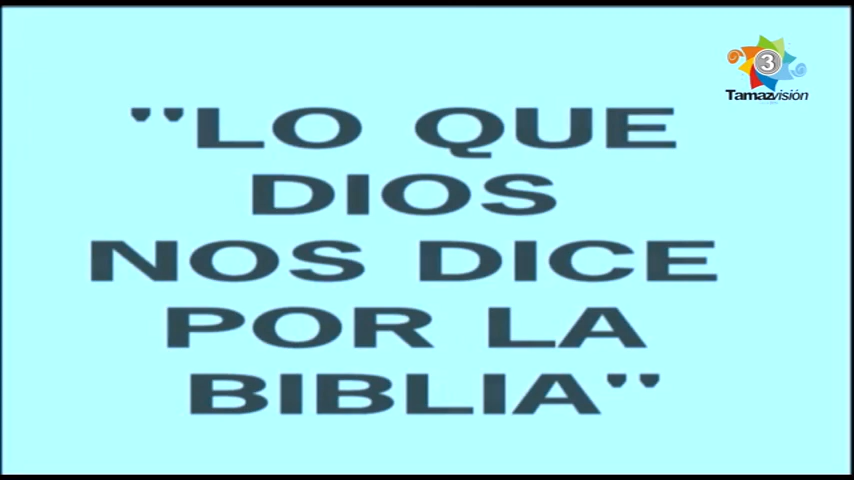 3
Tamazvisión
"LO QUE
DIOS
NOS DICE
POR LA
BIBLIA"